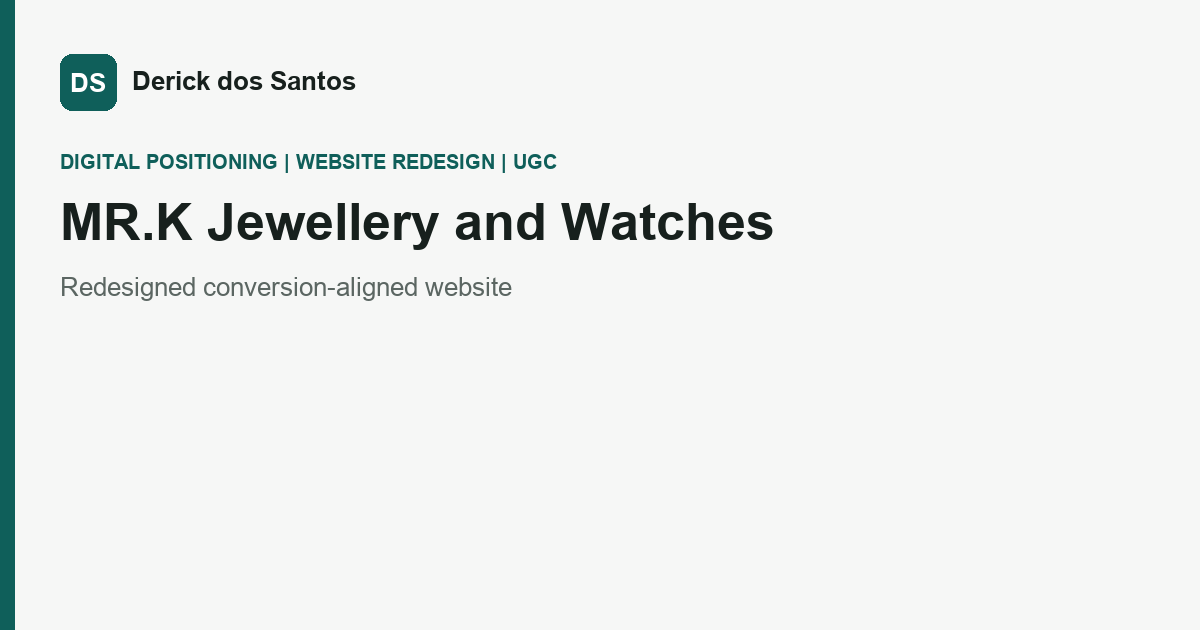 DS
Derick dos Santos
DIGITAL POSITIONING | WEBSITE REDESIGN | UGC
MR.K Jewellery and Watches
Redesigned conversion-aligned website